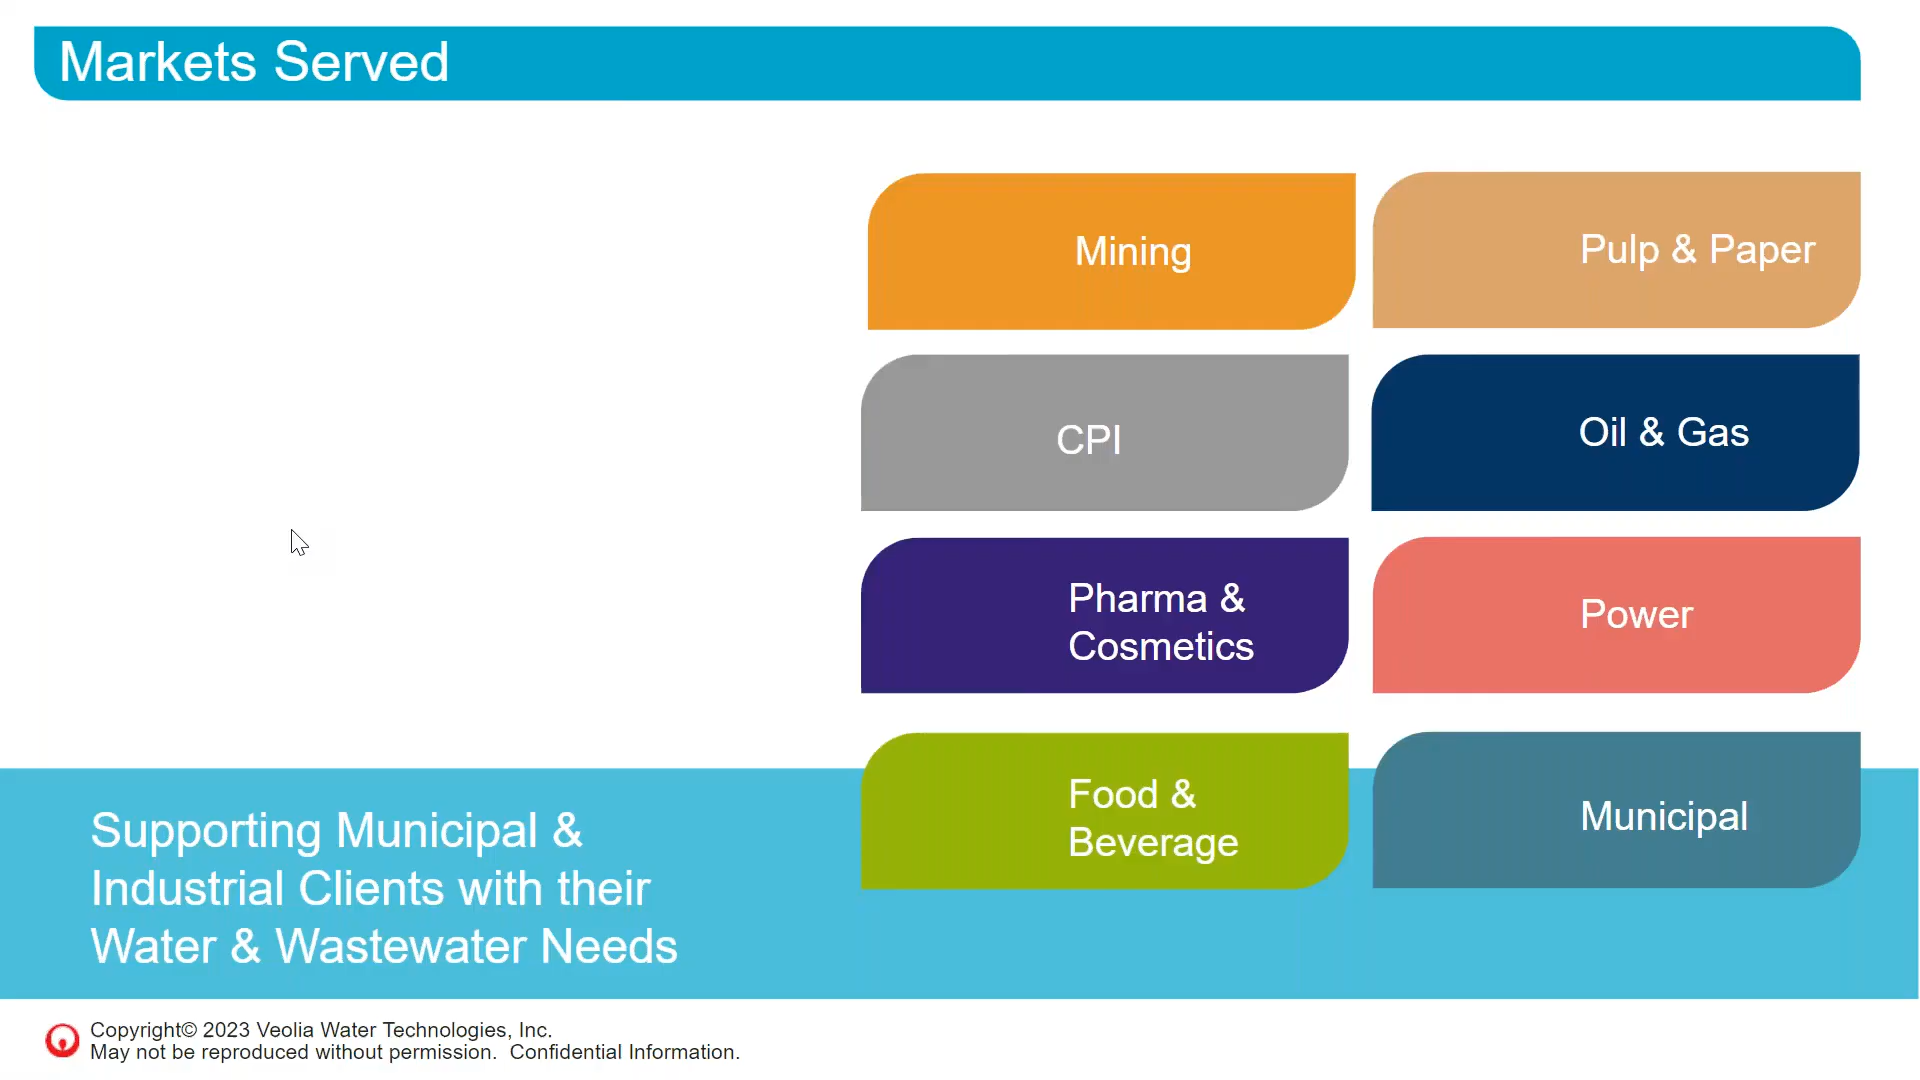 Markets Served
Mining
Pulp & Paper
CPI
Oil & Gas
Pharma &
Cosmetics
Power
Food &
Beverage
Municipal
Supporting Municipal &
Industrial Clients with their
Water & Wastewater Needs
Copyright© 2023 Veolia Water Technologies, Inc.
May not be reproduced without permission.  Confidential Information.